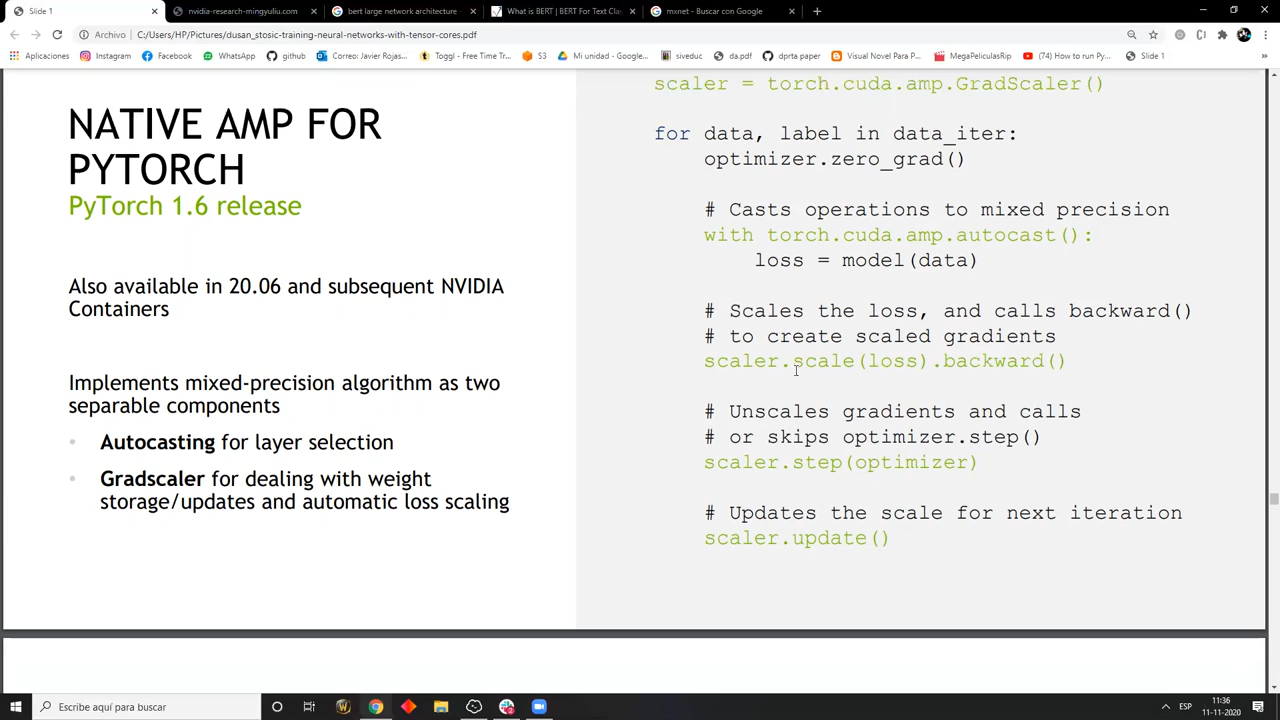 Slide 1
nvidia-research-mingyuliu.com
bert large network architecture
What is BERT | BERT For Text Clas
mxnet - Buscar con Google
Archivo
C:/Users/HP/Pictures/dusan_stosic-training-neural-networks-with-tensor-cores.pdf
Aplicaciones
Instagram
Facebook
WhatsApp
github
Correo: Javier Rojas...
Toggl - Free Time Tr...
S3
Mi unidad - Google...
siveduc
da.pdf
dprta paper
Visual Novel Para P...
MegaPeliculasRip
(74) How to run Py...
Slide 1
NATIVE AMP FOR
PYTORCH
PyTorch 1.6 release
Also available in 20.06 and subsequent NVIDIA
Containers
Implements mixed-precision algorithm as two
separable components
• Autocasting for layer selection
• Gradscaler for dealing with weight
storage/updates and automatic loss scaling
scaler = torch.cuda.amp.GradScaler()
for data, label in data_iter:
optimizer.zero_grad()
# Casts operations to mixed precision
with torch.cuda.amp.autocast():
loss = model(data)
# Scales the loss, and calls backward()
# to create scaled gradients
scaler.scale(loss).backward()
# Unscales gradients and calls
# or skips optimizer.step()
scaler.step(optimizer)
# Updates the scale for next iteration
scaler.update()
Escribe aquí para buscar
ESP
11:36
11-11-2020